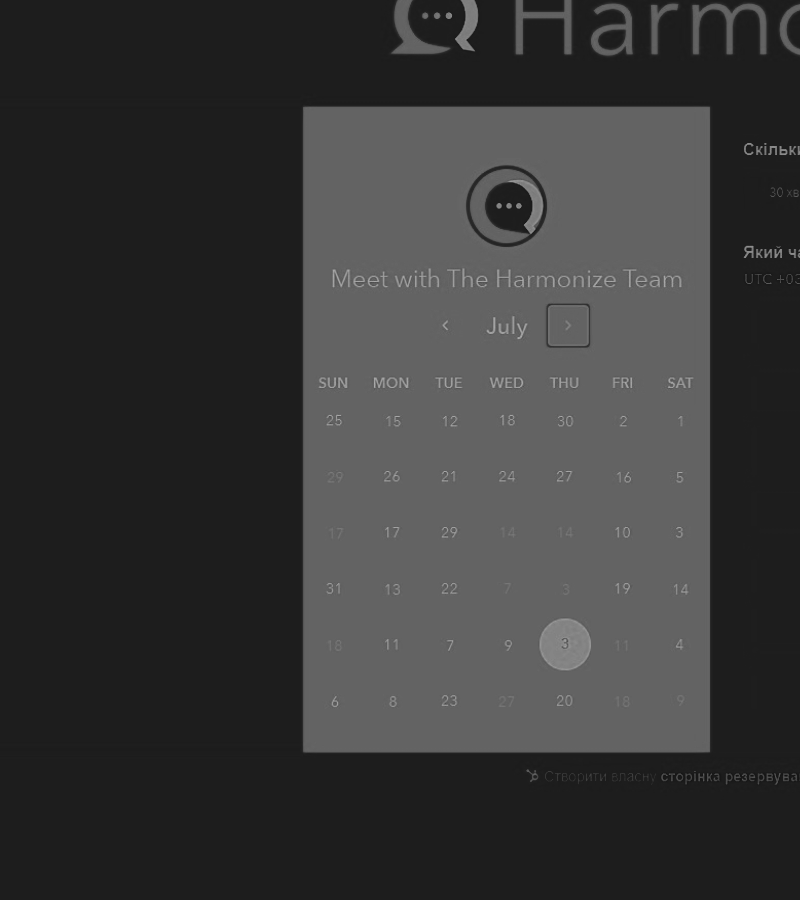 Harmo
Скільки
30 хв
Який ча
UTC +03
Meet with The Harmonize Team
July
SUN MON TUE WED THU FRI SAT
25 15 12 18 30 2 1
29 26 21 24 27 16 5
17 17 29 14 14 10 3
31 13 22 7 3 19 14
18 11 7 9 3 11 4
6 8 23 27 20 18 9
Створити власну сторінка резервува